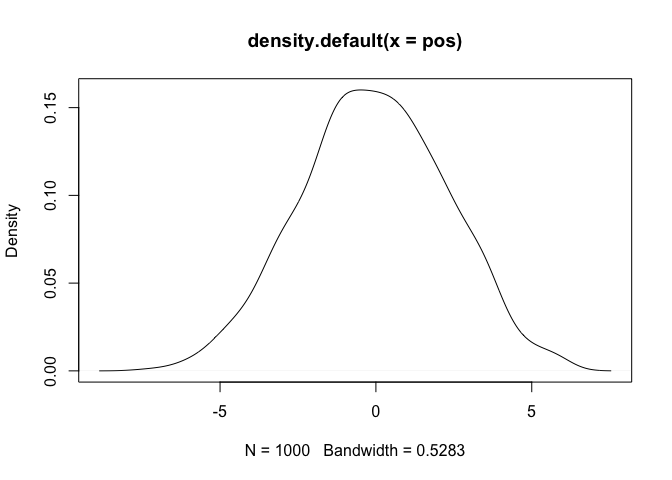 density.default(x = pos)
Density
0.15
0.10
0.05
0.00
-5 0 5
N = 1000 Bandwidth = 0.5283